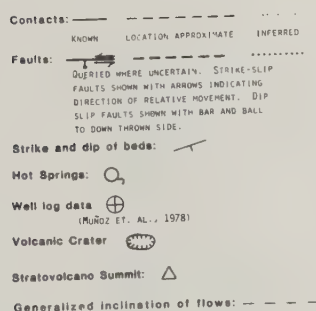 Contacts:
KNOWN LOCATION APPROXIMATE INFERRED
Faults:
QUERIED WHERE UNCERTAIN. STRIKE-SLIP
FAULTS SHOWN WITH ARROWS INDICATING
DIRECTION OF RELATIVE MOVEMENT. DIP
SLIP FAULTS SHOWN WITH BAR AND BALL
TO DOWN THROWN SIDE.
Strike and dip of beds:
Hot Springs:
Well log data
(MUÑOZ ET. AL., 1978)
Volcanic Crater
Stratovolcano Summit:
Generalized inclination of flows: